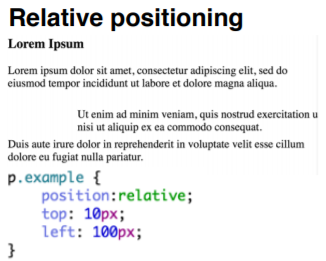 Relative positioning
Lorem Ipsum
Lorem ipsum dolor sit amet, consectetur adipiscing elit, sed do
eiusmod tempor incididunt ut labore et dolore magna aliqua.
Ut enim ad minim veniam, quis nostrud exercitation u
nisi ut aliquip ex ea commodo consequat.
Duis aute irure dolor in reprehenderit in voluptate velit esse cillum
dolore eu fugiat nulla pariatur.
p.example {
position:relative;
top: 10px;
left: 100px;
}